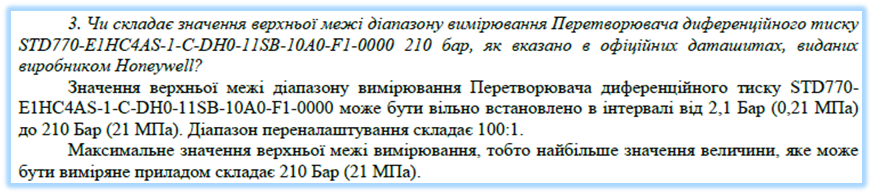 3. Чи складає значення верхньої межі діапазону вимірювання Перетворювача диференційного тиску
STD770-E1HC4AS-1-C-DH0-11SB-10A0-F1-0000 210 бар, як вказано в офіційних даташитах, виданих
виробником Honeywell?
Значення верхньої межі діапазону вимірювання Перетворювача диференційного тиску STD770-
E1HC4AS-1-C-DH0-11SB-10A0-F1-0000 може бути вільно встановлено в інтервалі від 2,1 Бар (0,21 МПа)
до 210 Бар (21 МПа). Діапазон переналаштування складає 100:1.
Максимальне значення верхньої межі вимірювання, тобто найбільше значення величини, яке може
бути виміряне приладом складає 210 Бар (21 МПа).